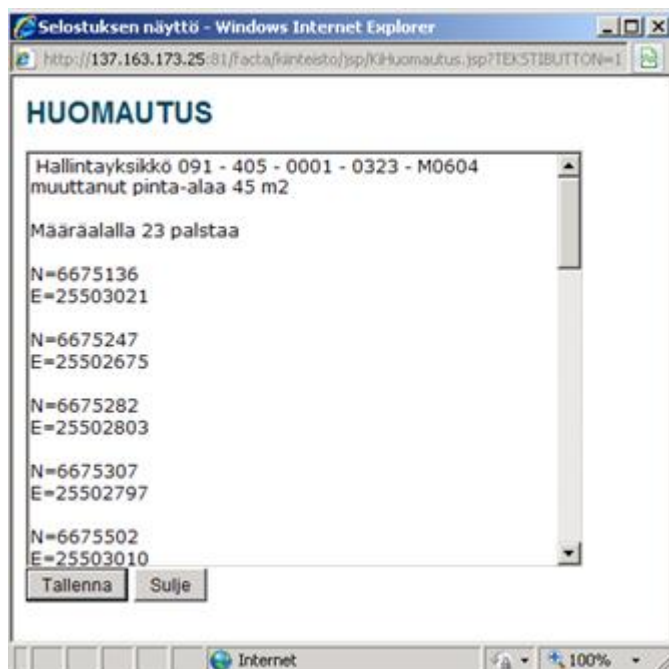 Selostuksen näyttö - Windows Internet Explorer
http://137.163.173.25:81/Facta/kiinteisto/jsp/KiHuomautus.jsp?TEKSTIBUTTON=1
HUOMAUTUS
Hallintayksikkö 091 - 405 - 0001 - 0323 - M0604
muuttanut pinta-alaa 45 m2
Määräalalla 23 palstaa
N=6675136
E=25503021
N=6675247
E=25502675
N=6675282
E=25502803
N=6675307
E=25502797
N=6675502
E=25503010
Tallenna Sulje
Internet 100%